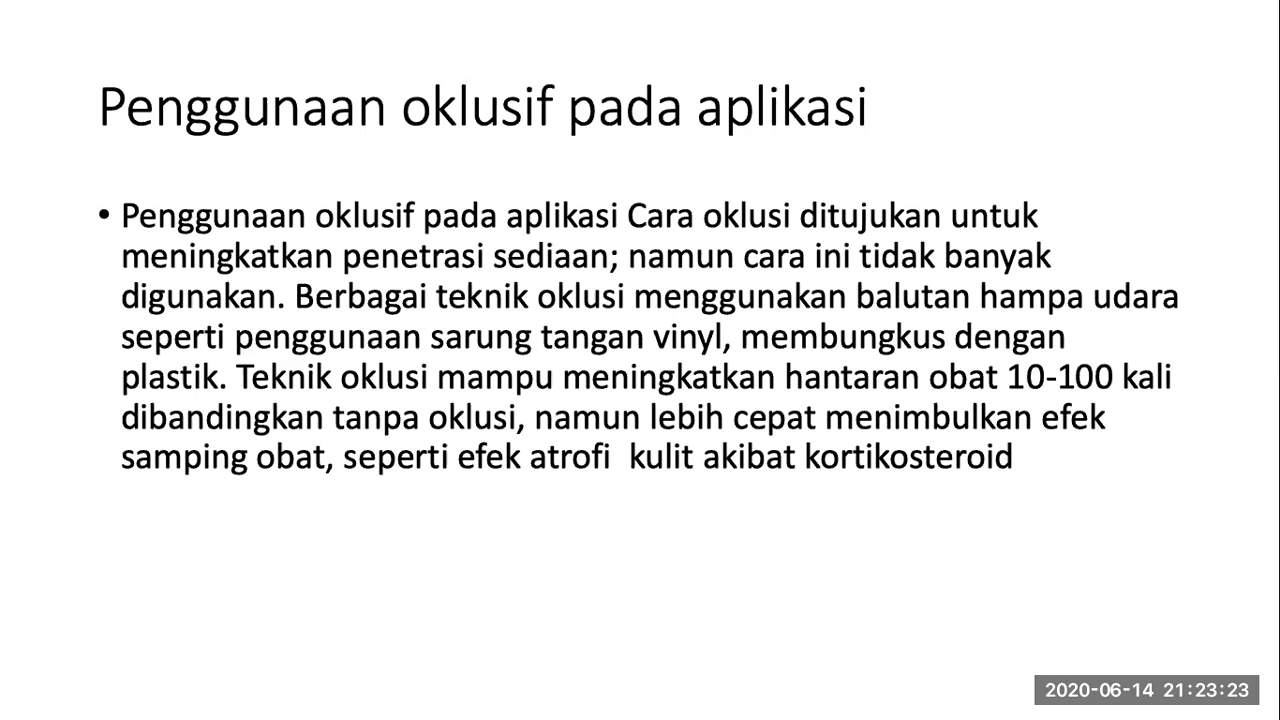 Penggunaan oklusif pada aplikasi
• Penggunaan oklusif pada aplikasi Cara oklusi ditujukan untuk
meningkatkan penetrasi sediaan; namun cara ini tidak banyak
digunakan. Berbagai teknik oklusi menggunakan balutan hampa udara
seperti penggunaan sarung tangan vinyl, membungkus dengan
plastik. Teknik oklusi mampu meningkatkan hantaran obat 10-100 kali
dibandingkan tanpa oklusi, namun lebih cepat menimbulkan efek
samping obat, seperti efek atrofi  kulit akibat kortikosteroid
2020-06-14 21:23:23